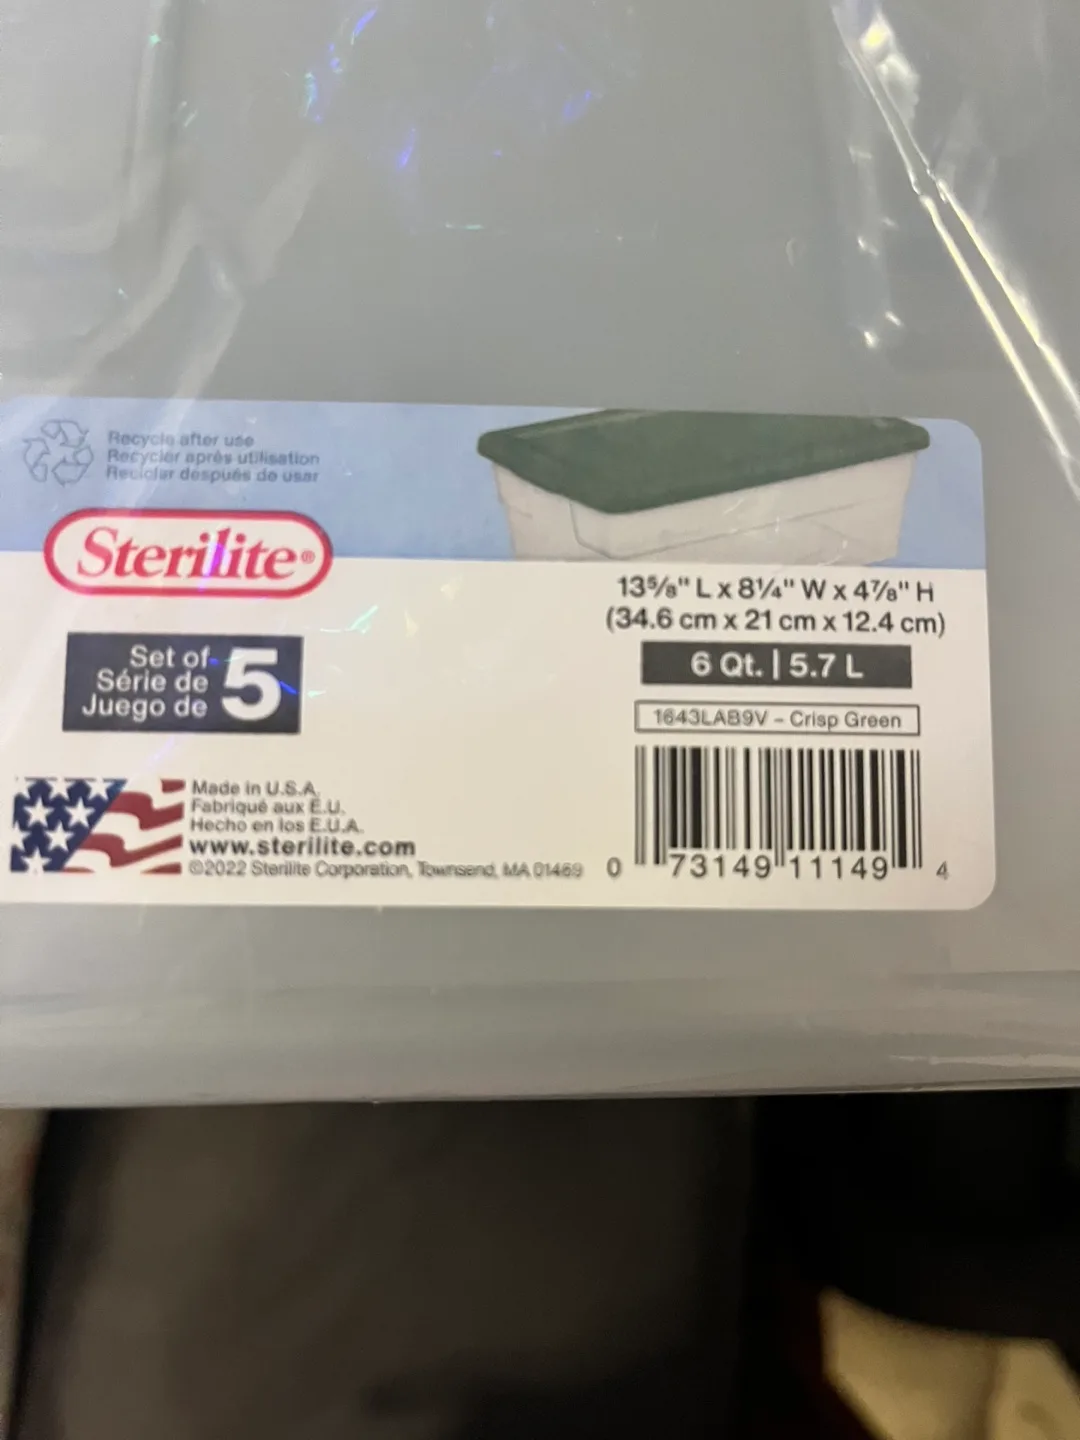 Recycle after use
Recycler après utilisation
Reciclar después de usar
Sterilite®
Set of
Série de
Juego de
5
13⅝" L x 8¼" W x 4⅞" H
(34.6 cm x 21 cm x 12.4 cm)
6 Qt. | 5.7 L
1643LAB9V – Crisp Green
Made in U.S.A.
Fabriqué aux É.U.
Hecho en los E.U.A.
www.sterilite.com
©2022 Sterilite Corporation, Townsend, MA 01469
0 73149 11149 4